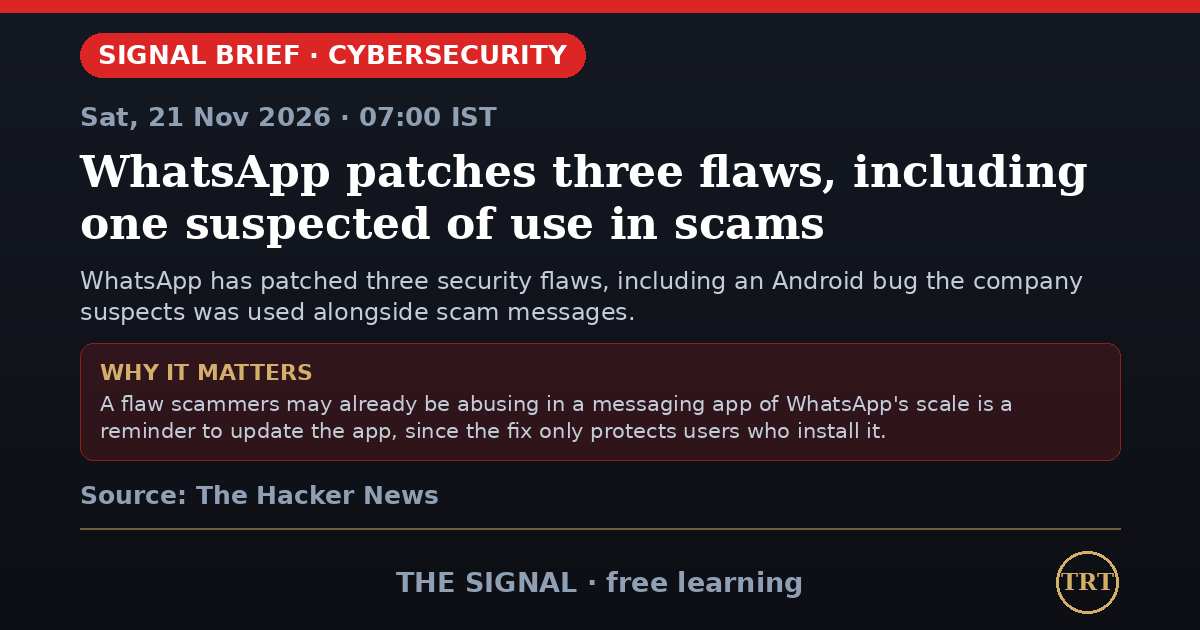 SIGNAL BRIEF · CYBERSECURITY
Sat, 21 Nov 2026 · 07:00 IST
WhatsApp patches three flaws, including
one suspected of use in scams
WhatsApp has patched three security flaws, including an Android bug the company
suspects was used alongside scam messages.
WHY IT MATTERS
A flaw scammers may already be abusing in a messaging app of WhatsApp's scale is a
reminder to update the app, since the fix only protects users who install it.
Source: The Hacker News
THE SIGNAL · free learning
TRT